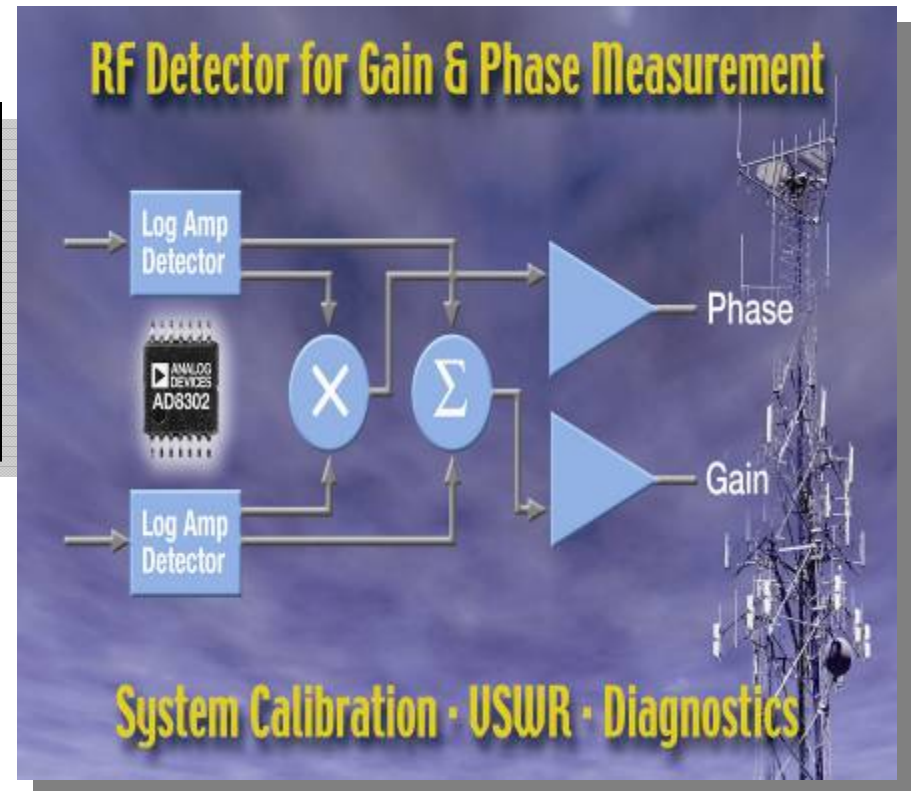 RF Detector for Gain & Phase Measurement
Log Amp
Detector
Phase
ANALOG
DEVICES
AD8302
X
Σ
Gain
Log Amp
Detector
System Calibration · VSWR · Diagnostics